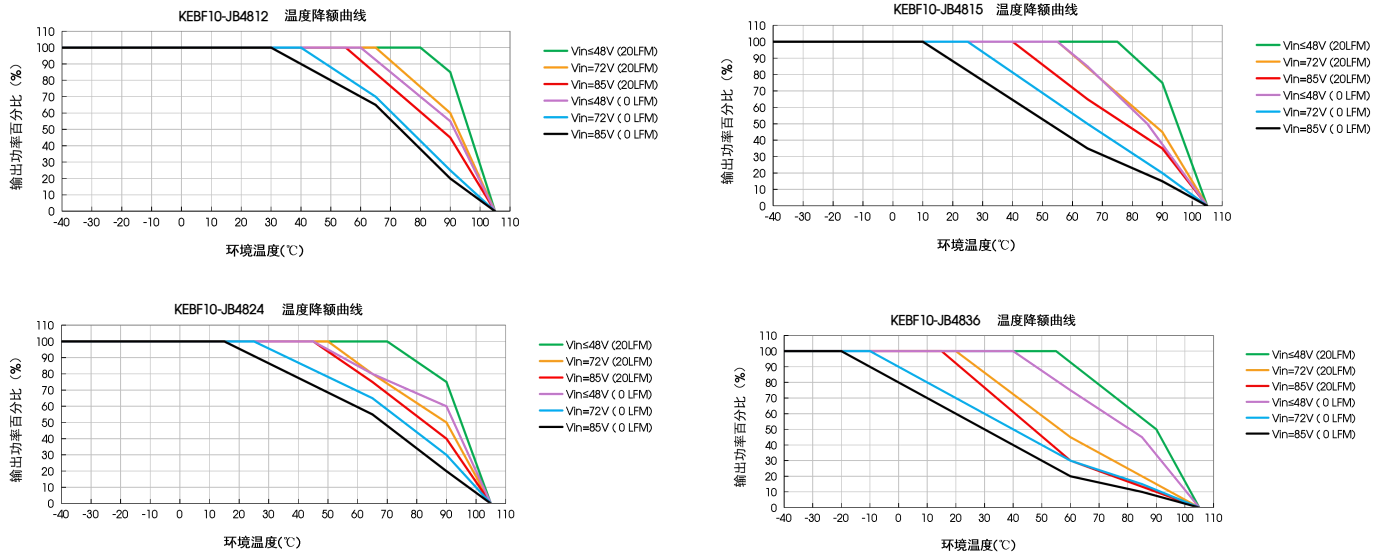 KEBF10-JB4812 温度降额曲线
输出功率百分比（%）
110
100
90
80
70
60
50
40
30
20
10
0
-40 -30 -20 -10 0 10 20 30 40 50 60 70 80 90 100 110
环境温度(℃)
Vin≤48V (20LFM)
Vin=72V (20LFM)
Vin=85V (20LFM)
Vin≤48V ( 0 LFM)
Vin=72V ( 0 LFM)
Vin=85V ( 0 LFM)
KEBF10-JB4815 温度降额曲线
输出功率百分比（%）
110
100
90
80
70
60
50
40
30
20
10
0
-40 -30 -20 -10 0 10 20 30 40 50 60 70 80 90 100 110
环境温度(℃)
Vin≤48V (20LFM)
Vin=72V (20LFM)
Vin=85V (20LFM)
Vin≤48V ( 0 LFM)
Vin=72V ( 0 LFM)
Vin=85V ( 0 LFM)
KEBF10-JB4824 温度降额曲线
输出功率百分比（%）
110
100
90
80
70
60
50
40
30
20
10
0
-40 -30 -20 -10 0 10 20 30 40 50 60 70 80 90 100 110
环境温度(℃)
Vin≤48V (20LFM)
Vin=72V (20LFM)
Vin=85V (20LFM)
Vin≤48V ( 0 LFM)
Vin=72V ( 0 LFM)
Vin=85V ( 0 LFM)
KEBF10-JB4836 温度降额曲线
输出功率百分比（%）
110
100
90
80
70
60
50
40
30
20
10
0
-40 -30 -20 -10 0 10 20 30 40 50 60 70 80 90 100 110
环境温度(℃)
Vin≤48V (20LFM)
Vin=72V (20LFM)
Vin=85V (20LFM)
Vin≤48V ( 0 LFM)
Vin=72V ( 0 LFM)
Vin=85V ( 0 LFM)